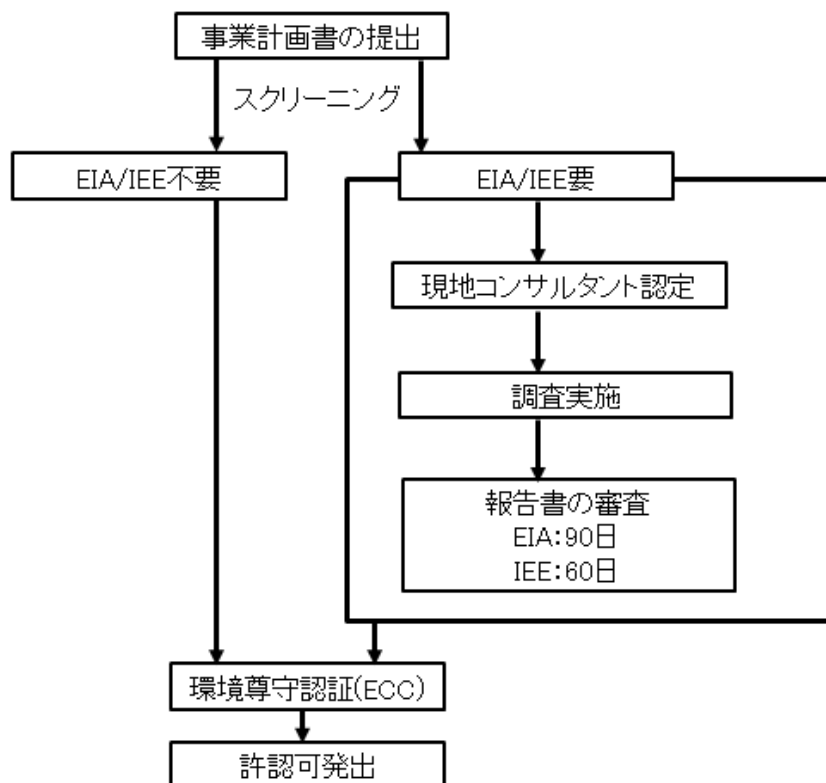 事業計画書の提出
スクリーニング
EIA/IEE不要
EIA/IEE要
現地コンサルタント認定
調査実施
報告書の審査
EIA：90日
IEE：60日
環境尊守認証(ECC)
許認可発出